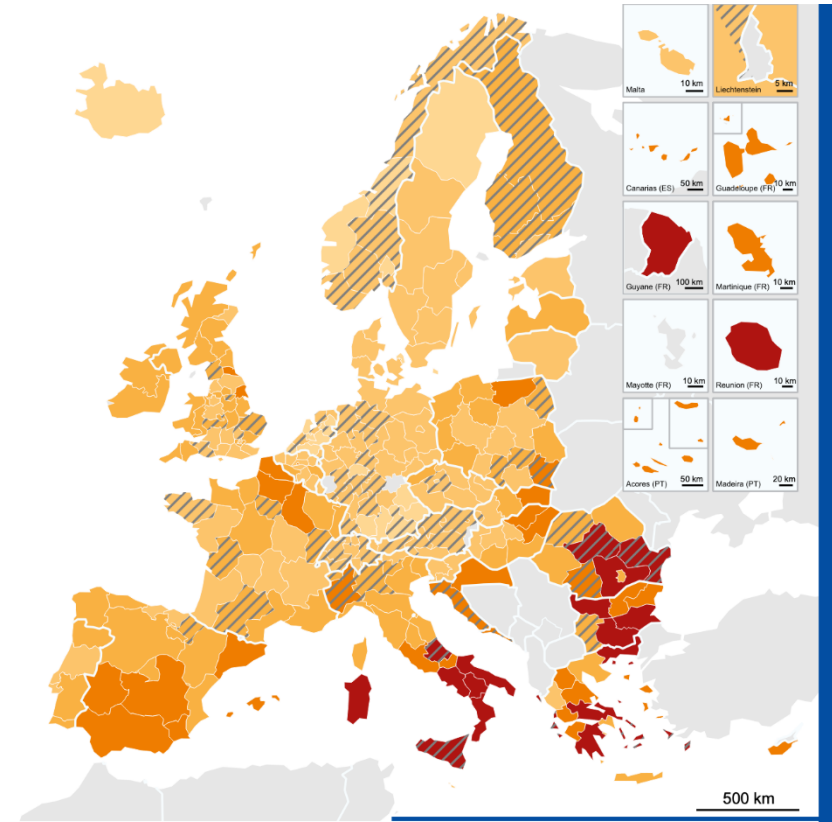 Malta
10 km
Liechtenstein
5 km
Canarias (ES)
50 km
Guadeloupe (FR)
10 km
Guyane (FR)
100 km
Martinique (FR)
10 km
Mayotte (FR)
10 km
Reunion (FR)
10 km
Acores (PT)
50 km
Madeira (PT)
20 km
500 km